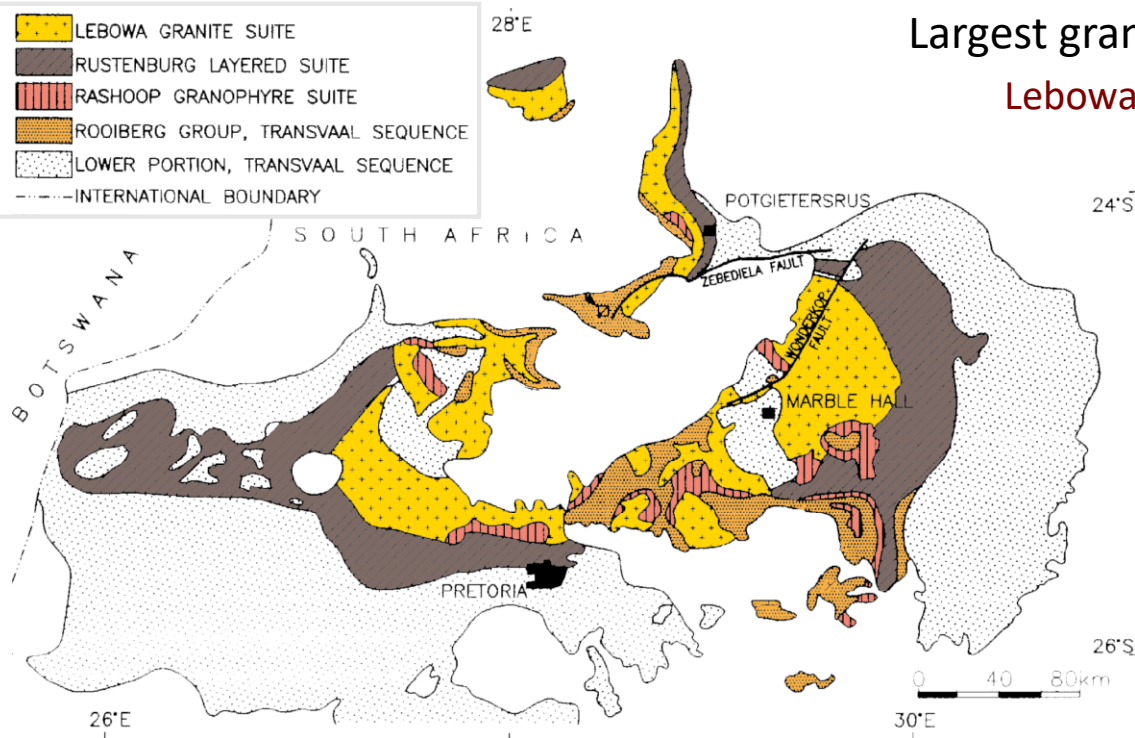 LEBOWA GRANITE SUITE
RUSTENBURG LAYERED SUITE
RASHOOP GRANOPHYRE SUITE
ROOIBERG GROUP, TRANSVAAL SEQUENCE
LOWER PORTION, TRANSVAAL SEQUENCE
INTERNATIONAL BOUNDARY
28°E
Largest gran
Lebowa
24°S
POTGIETERSRUS
SOUTH AFRICA
ZEBEDIELA FAULT
BOTSWANA
WONDERKOP
FAULT
MARBLE HALL
PRETORIA
26°S
0 40 80km
26°E
30°E